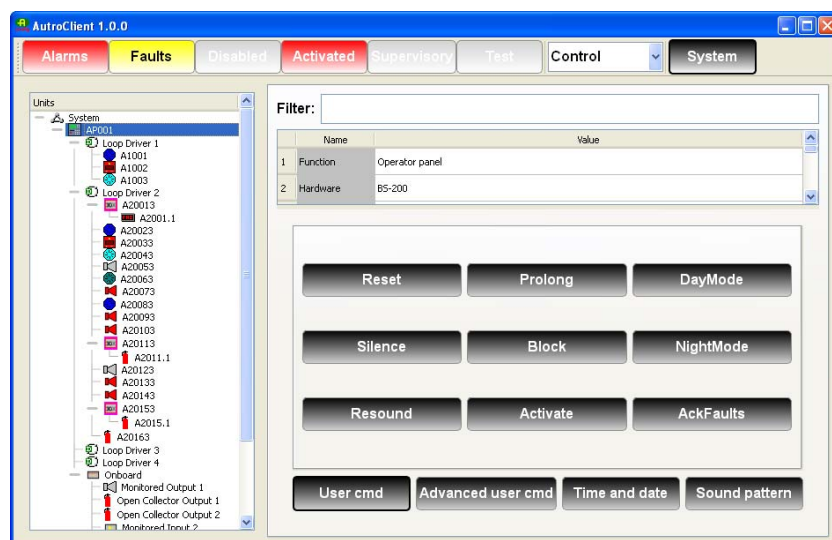 AutroClient 1.0.0
Alarms Faults Disabled Activated Supervisory Test Control System
Units
System
AP001
Loop Driver 1
A1001
A1002
A1003
Loop Driver 2
A20013
A2001.1
A20023
A20033
A20043
A20053
A20063
A20073
A20083
A20093
A20103
A20113
A2011.1
A20123
A20133
A20143
A20153
A2015.1
A20163
Loop Driver 3
Loop Driver 4
Onboard
Monitored Output 1
Open Collector Output 1
Open Collector Output 2
Monitored Input 2
Filter:
Name Value
1 Function Operator panel
2 Hardware BS-200
Reset Prolong DayMode
Silence Block NightMode
Resound Activate AckFaults
User cmd Advanced user cmd Time and date Sound pattern